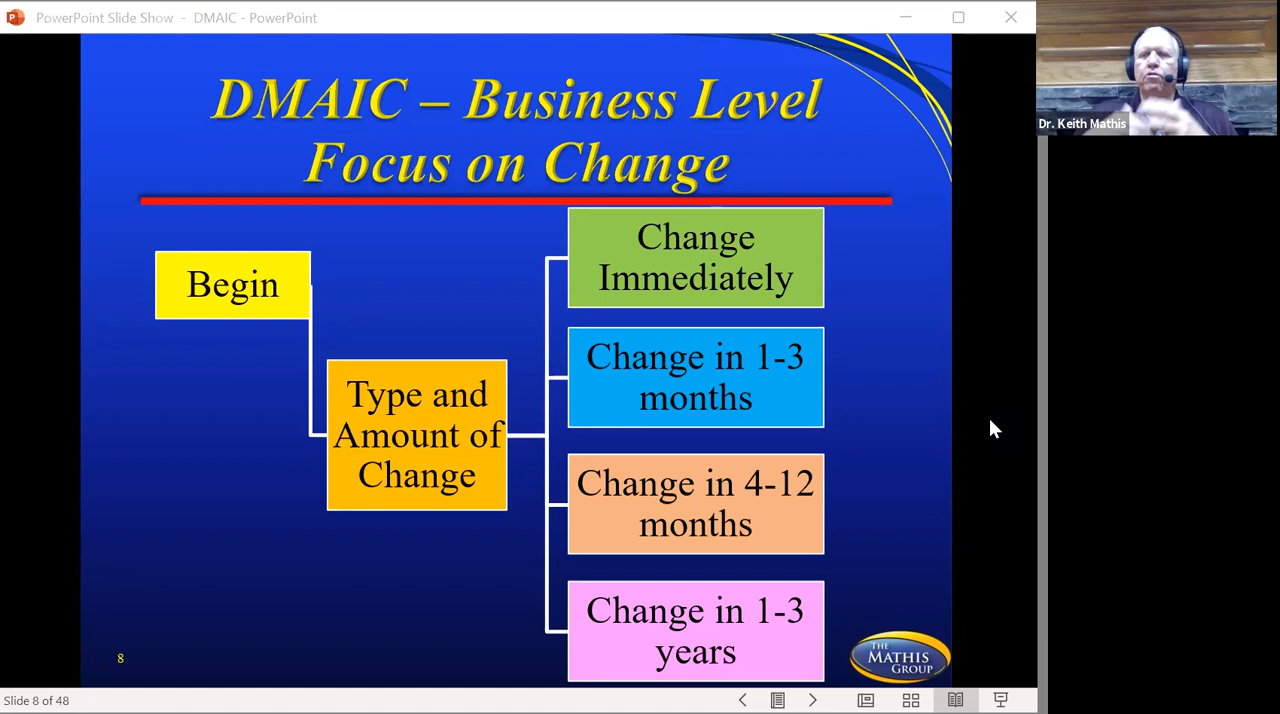 PowerPoint Slide Show - DMAIC - PowerPoint
DMAIC – Business Level
Focus on Change
Begin
Type and
Amount of
Change
Change
Immediately
Change in 1-3
months
Change in 4-12
months
Change in 1-3
years
8
THE
MATHIS
GROUP
Slide 8 of 48
Dr. Keith Mathis